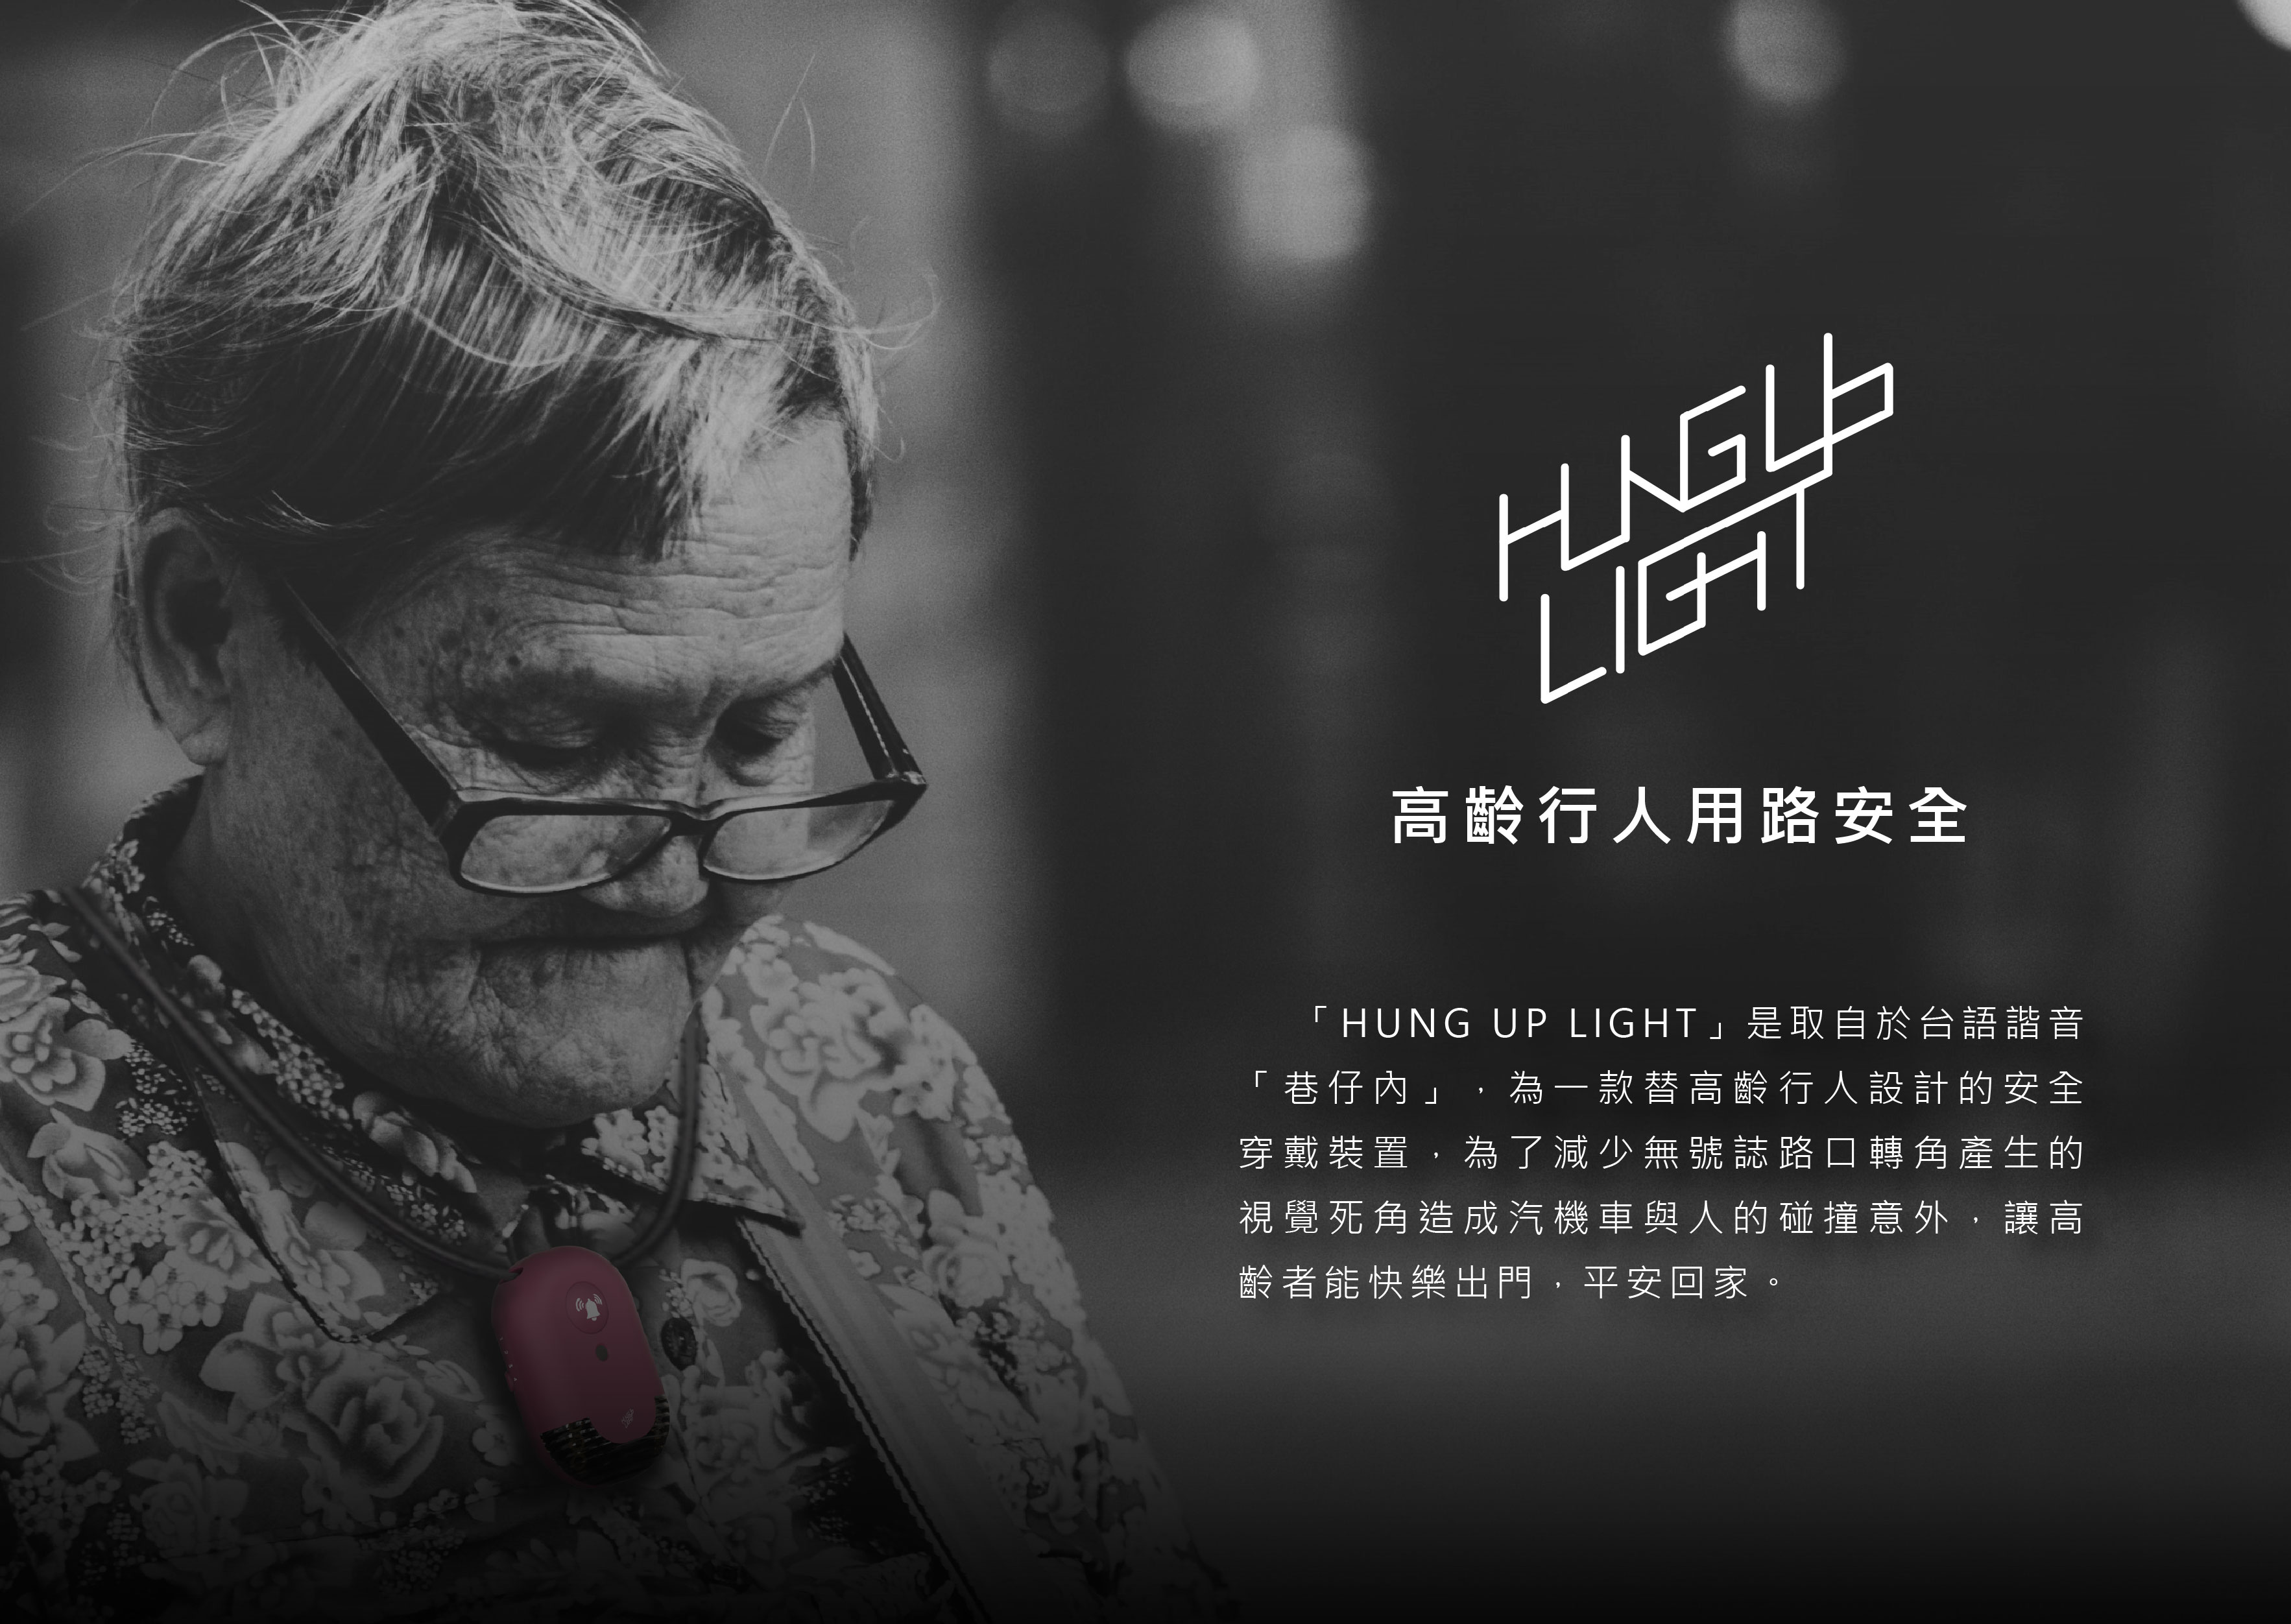 HUNG UP
LIGHT
高齡行人用路安全
「HUNG UP LIGHT」是取自於台語諧音
「巷仔內」，為一款替高齡行人設計的安全
穿戴裝置，為了減少無號誌路口轉角產生的
視覺死角造成汽機車與人的碰撞意外，讓高
齡者能快樂出門，平安回家。